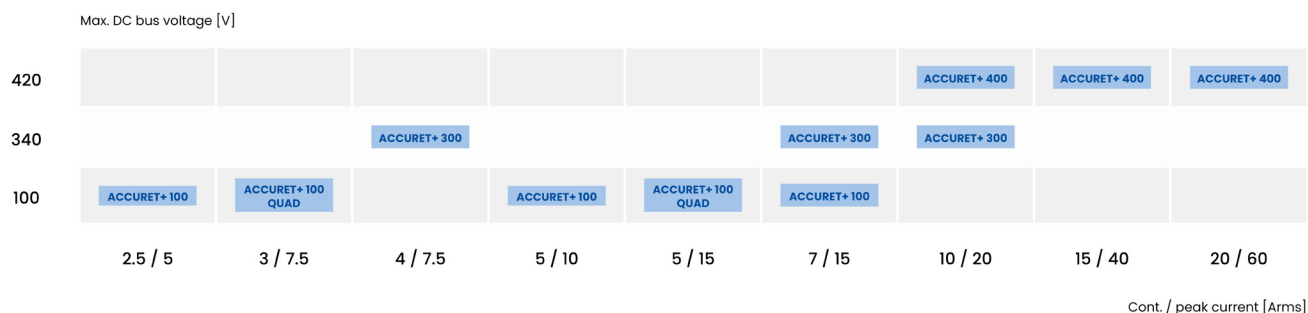 Max. DC bus voltage [V]
420
ACCURET+ 400
ACCURET+ 400
ACCURET+ 400
340
ACCURET+ 300
ACCURET+ 300
ACCURET+ 300
100
ACCURET+ 100
ACCURET+ 100
QUAD
ACCURET+ 100
ACCURET+ 100
QUAD
ACCURET+ 100
2.5 / 5
3 / 7.5
4 / 7.5
5 / 10
5 / 15
7 / 15
10 / 20
15 / 40
20 / 60
Cont. / peak current [Arms]